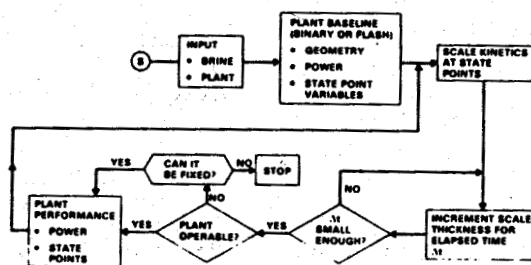 S
INPUT
• BRINE
• PLANT
PLANT BASELINE
(BINARY OR FLASH)
• GEOMETRY
• POWER
• STATE POINT
VARIABLES
SCALE KINETICS
AT STATE
POINTS
YES
CAN IT
BE FIXED?
NO
STOP
NO
NO
PLANT
PERFORMANCE
• POWER
• STATE
POINTS
YES
PLANT
OPERABLE?
YES
Δt
SMALL
ENOUGH?
INCREMENT SCALE
THICKNESS FOR
ELAPSED TIME
Δt